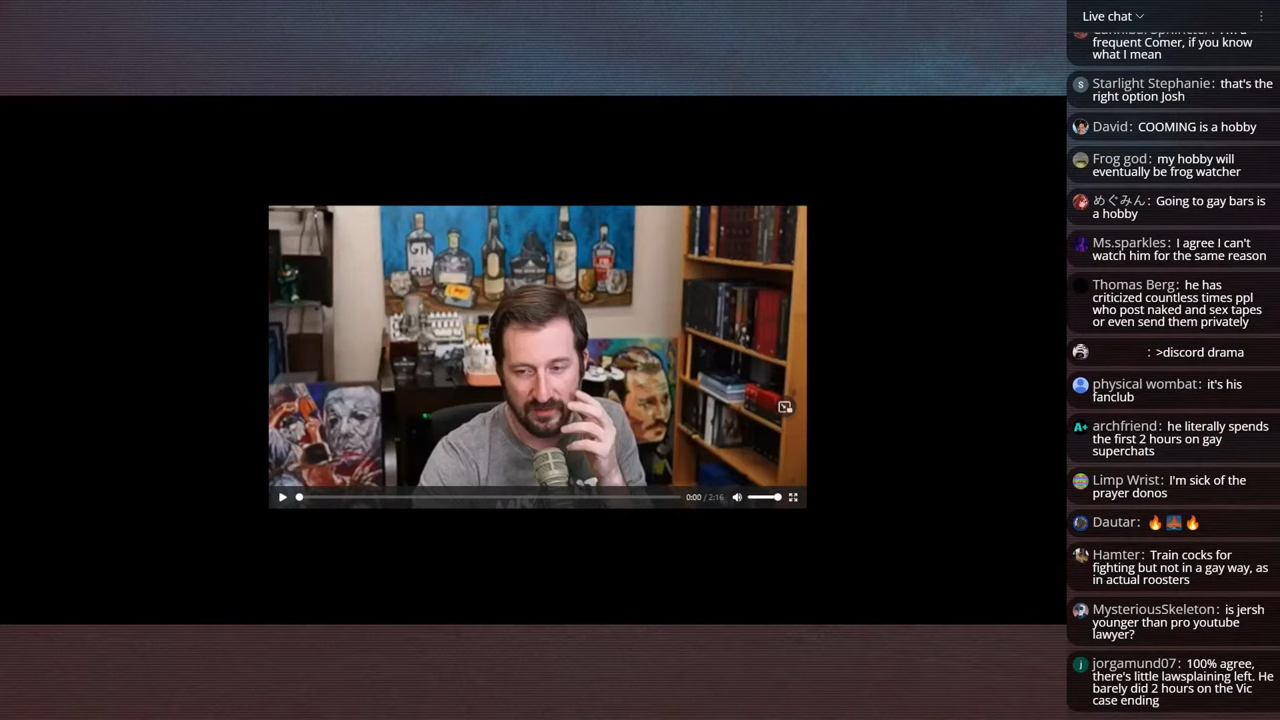 Live chat
frequent Comer, if you know
what I mean
Starlight Stephanie: that's the
right option Josh
David: COOMING is a hobby
Frog god: my hobby will
eventually be frog watcher
めぐみん: Going to gay bars is
a hobby
Ms.sparkles: I agree I can't
watch him for the same reason
Thomas Berg: he has
criticized countless times ppl
who post naked and sex tapes
or even send them privately
: >discord drama
physical wombat: it's his
fanclub
archfriend: he literally spends
the first 2 hours on gay
superchats
Limp Wrist: I'm sick of the
prayer donos
Dautar: 🔥🌉🔥
Hamter: Train cocks for
fighting but not in a gay way, as
in actual roosters
MysteriousSkeleton: is jersh
younger than pro youtube
lawyer?
jorgamund07: 100% agree,
there's little lawsplaining left. He
barely did 2 hours on the Vic
case ending
GIN
GIN
0:00 / 2:16
S
A+
j